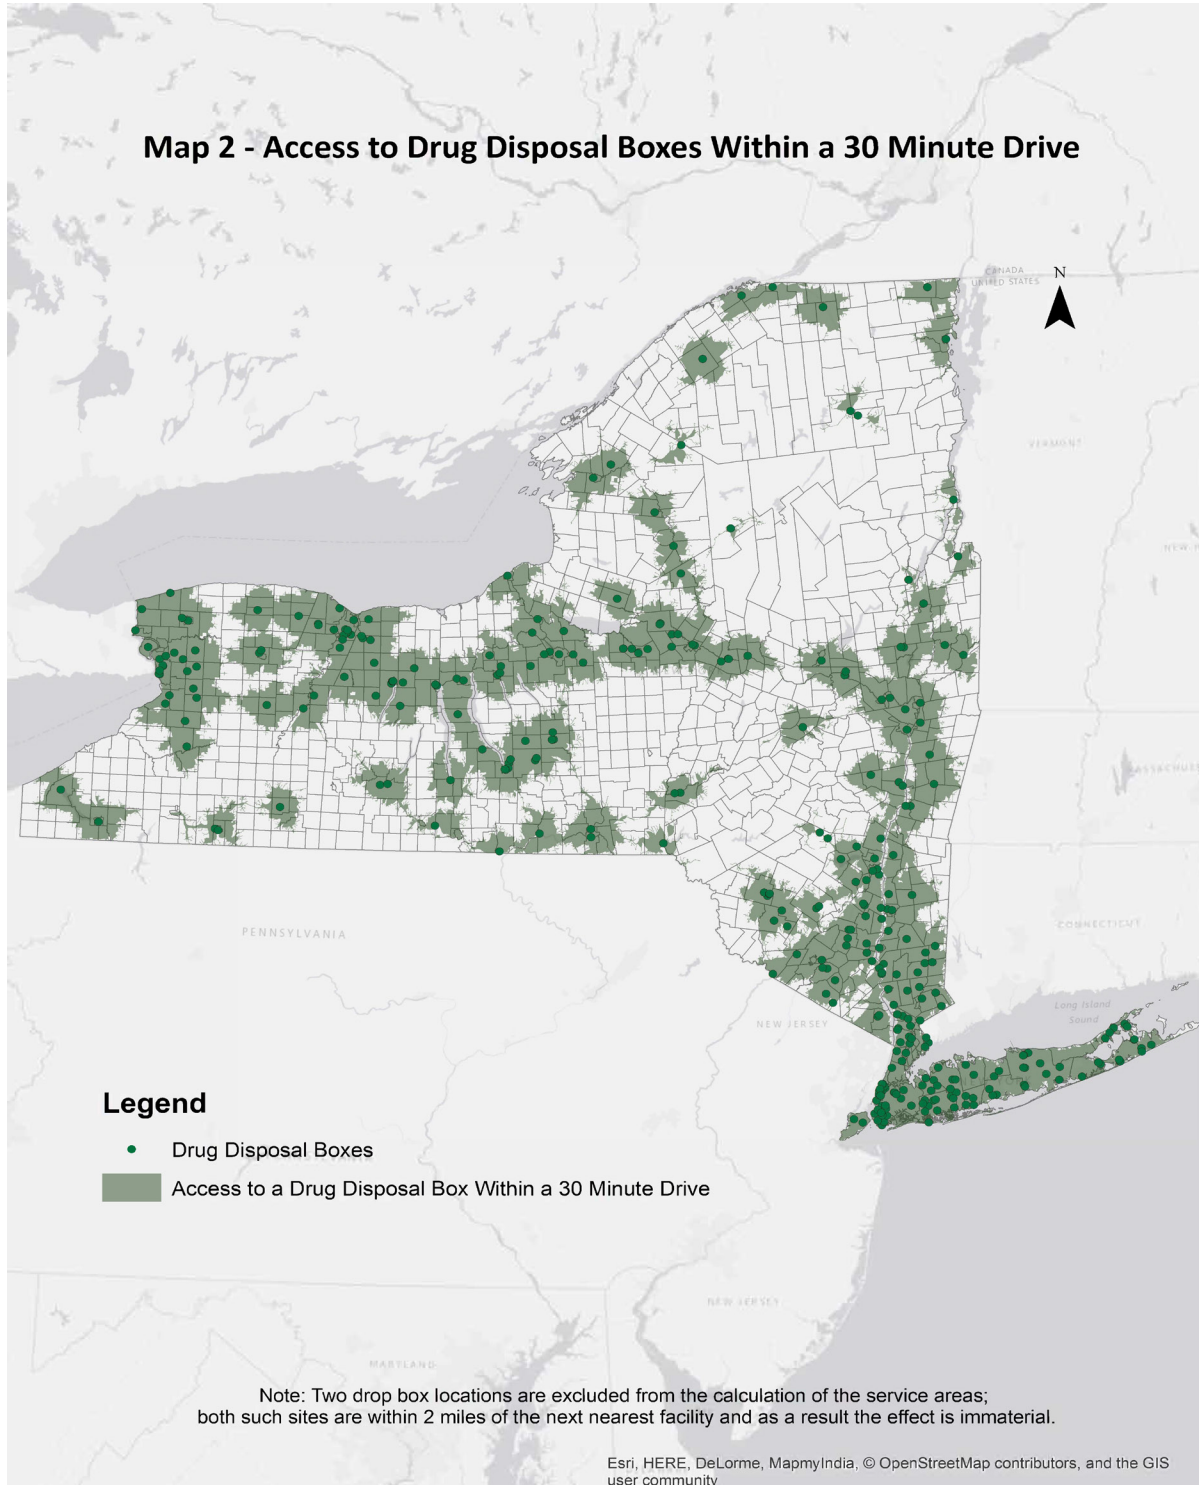 Map 2 - Access to Drug Disposal Boxes Within a 30 Minute Drive
CANADA
UNITED STATES
N
VERMONT
PENNSYLVANIA
CONNECTICUT
Long Island
Sound
NEW JERSEY
Legend
Drug Disposal Boxes
Access to a Drug Disposal Box Within a 30 Minute Drive
NEW JERSEY
MARYLAND
Note: Two drop box locations are excluded from the calculation of the service areas;
both such sites are within 2 miles of the next nearest facility and as a result the effect is immaterial.
Esri, HERE, DeLorme, MapmyIndia, © OpenStreetMap contributors, and the GIS
user community